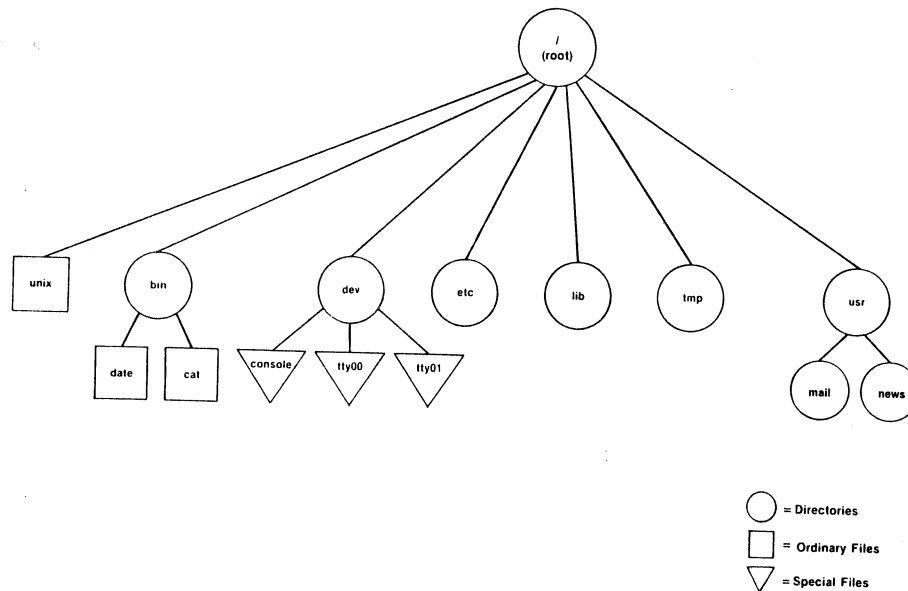 /
(root)
unix
bin
dev
etc
lib
tmp
usr
date
cat
console
tty00
tty01
mail
news
= Directories
= Ordinary Files
= Special Files